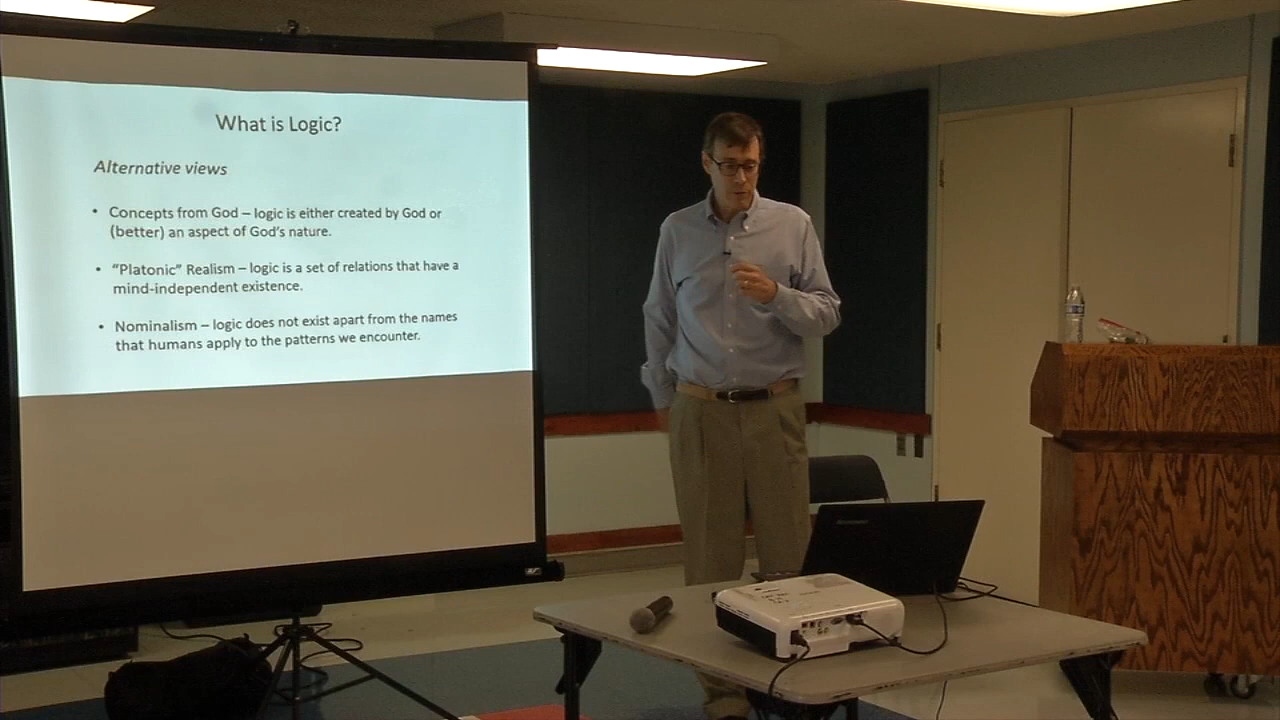 What is Logic?
Alternative views
• Concepts from God – logic is either created by God or
(better) an aspect of God's nature.
• "Platonic" Realism – logic is a set of relations that have a
mind-independent existence.
• Nominalism – logic does not exist apart from the names
that humans apply to the patterns we encounter.